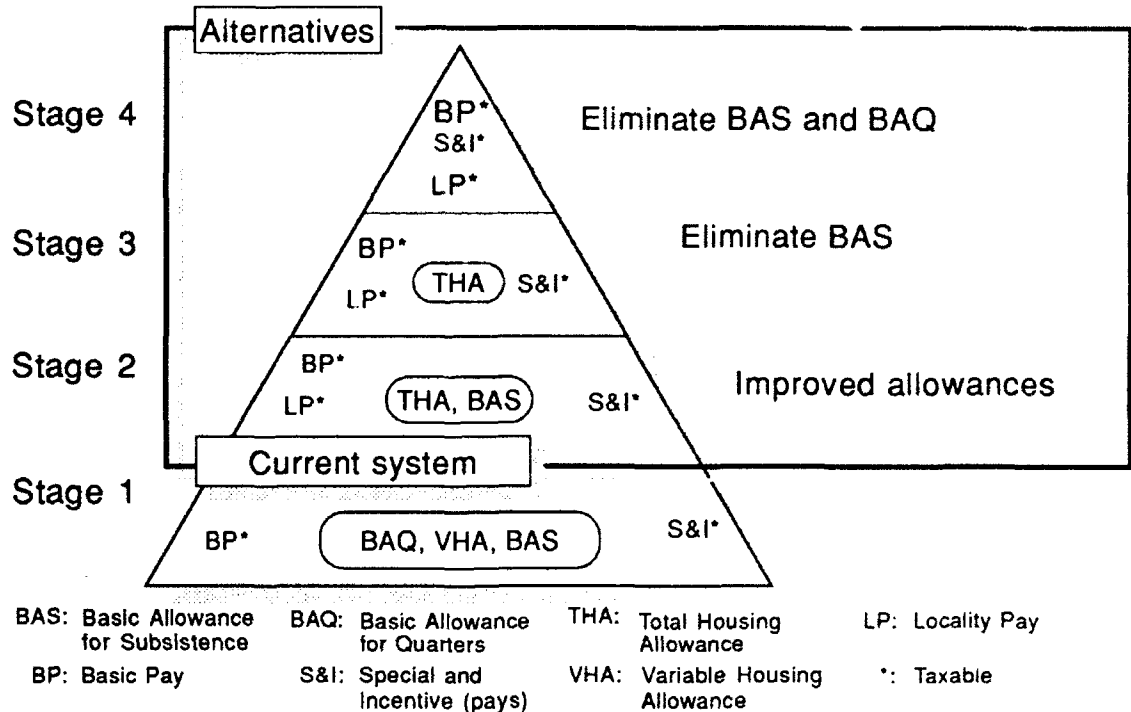 Alternatives
Stage 4
BP*
S&I*
LP*
Eliminate BAS and BAQ
Stage 3
BP*
LP*
THA
S&I*
Eliminate BAS
Stage 2
BP*
LP*
THA, BAS
S&I*
Improved allowances
Current system
Stage 1
BP*
BAQ, VHA, BAS
S&I*
BAS: Basic Allowance
for Subsistence
BAQ: Basic Allowance
for Quarters
THA: Total Housing
Allowance
LP: Locality Pay
BP: Basic Pay
S&I: Special and
Incentive (pays)
VHA: Variable Housing
Allowance
*: Taxable